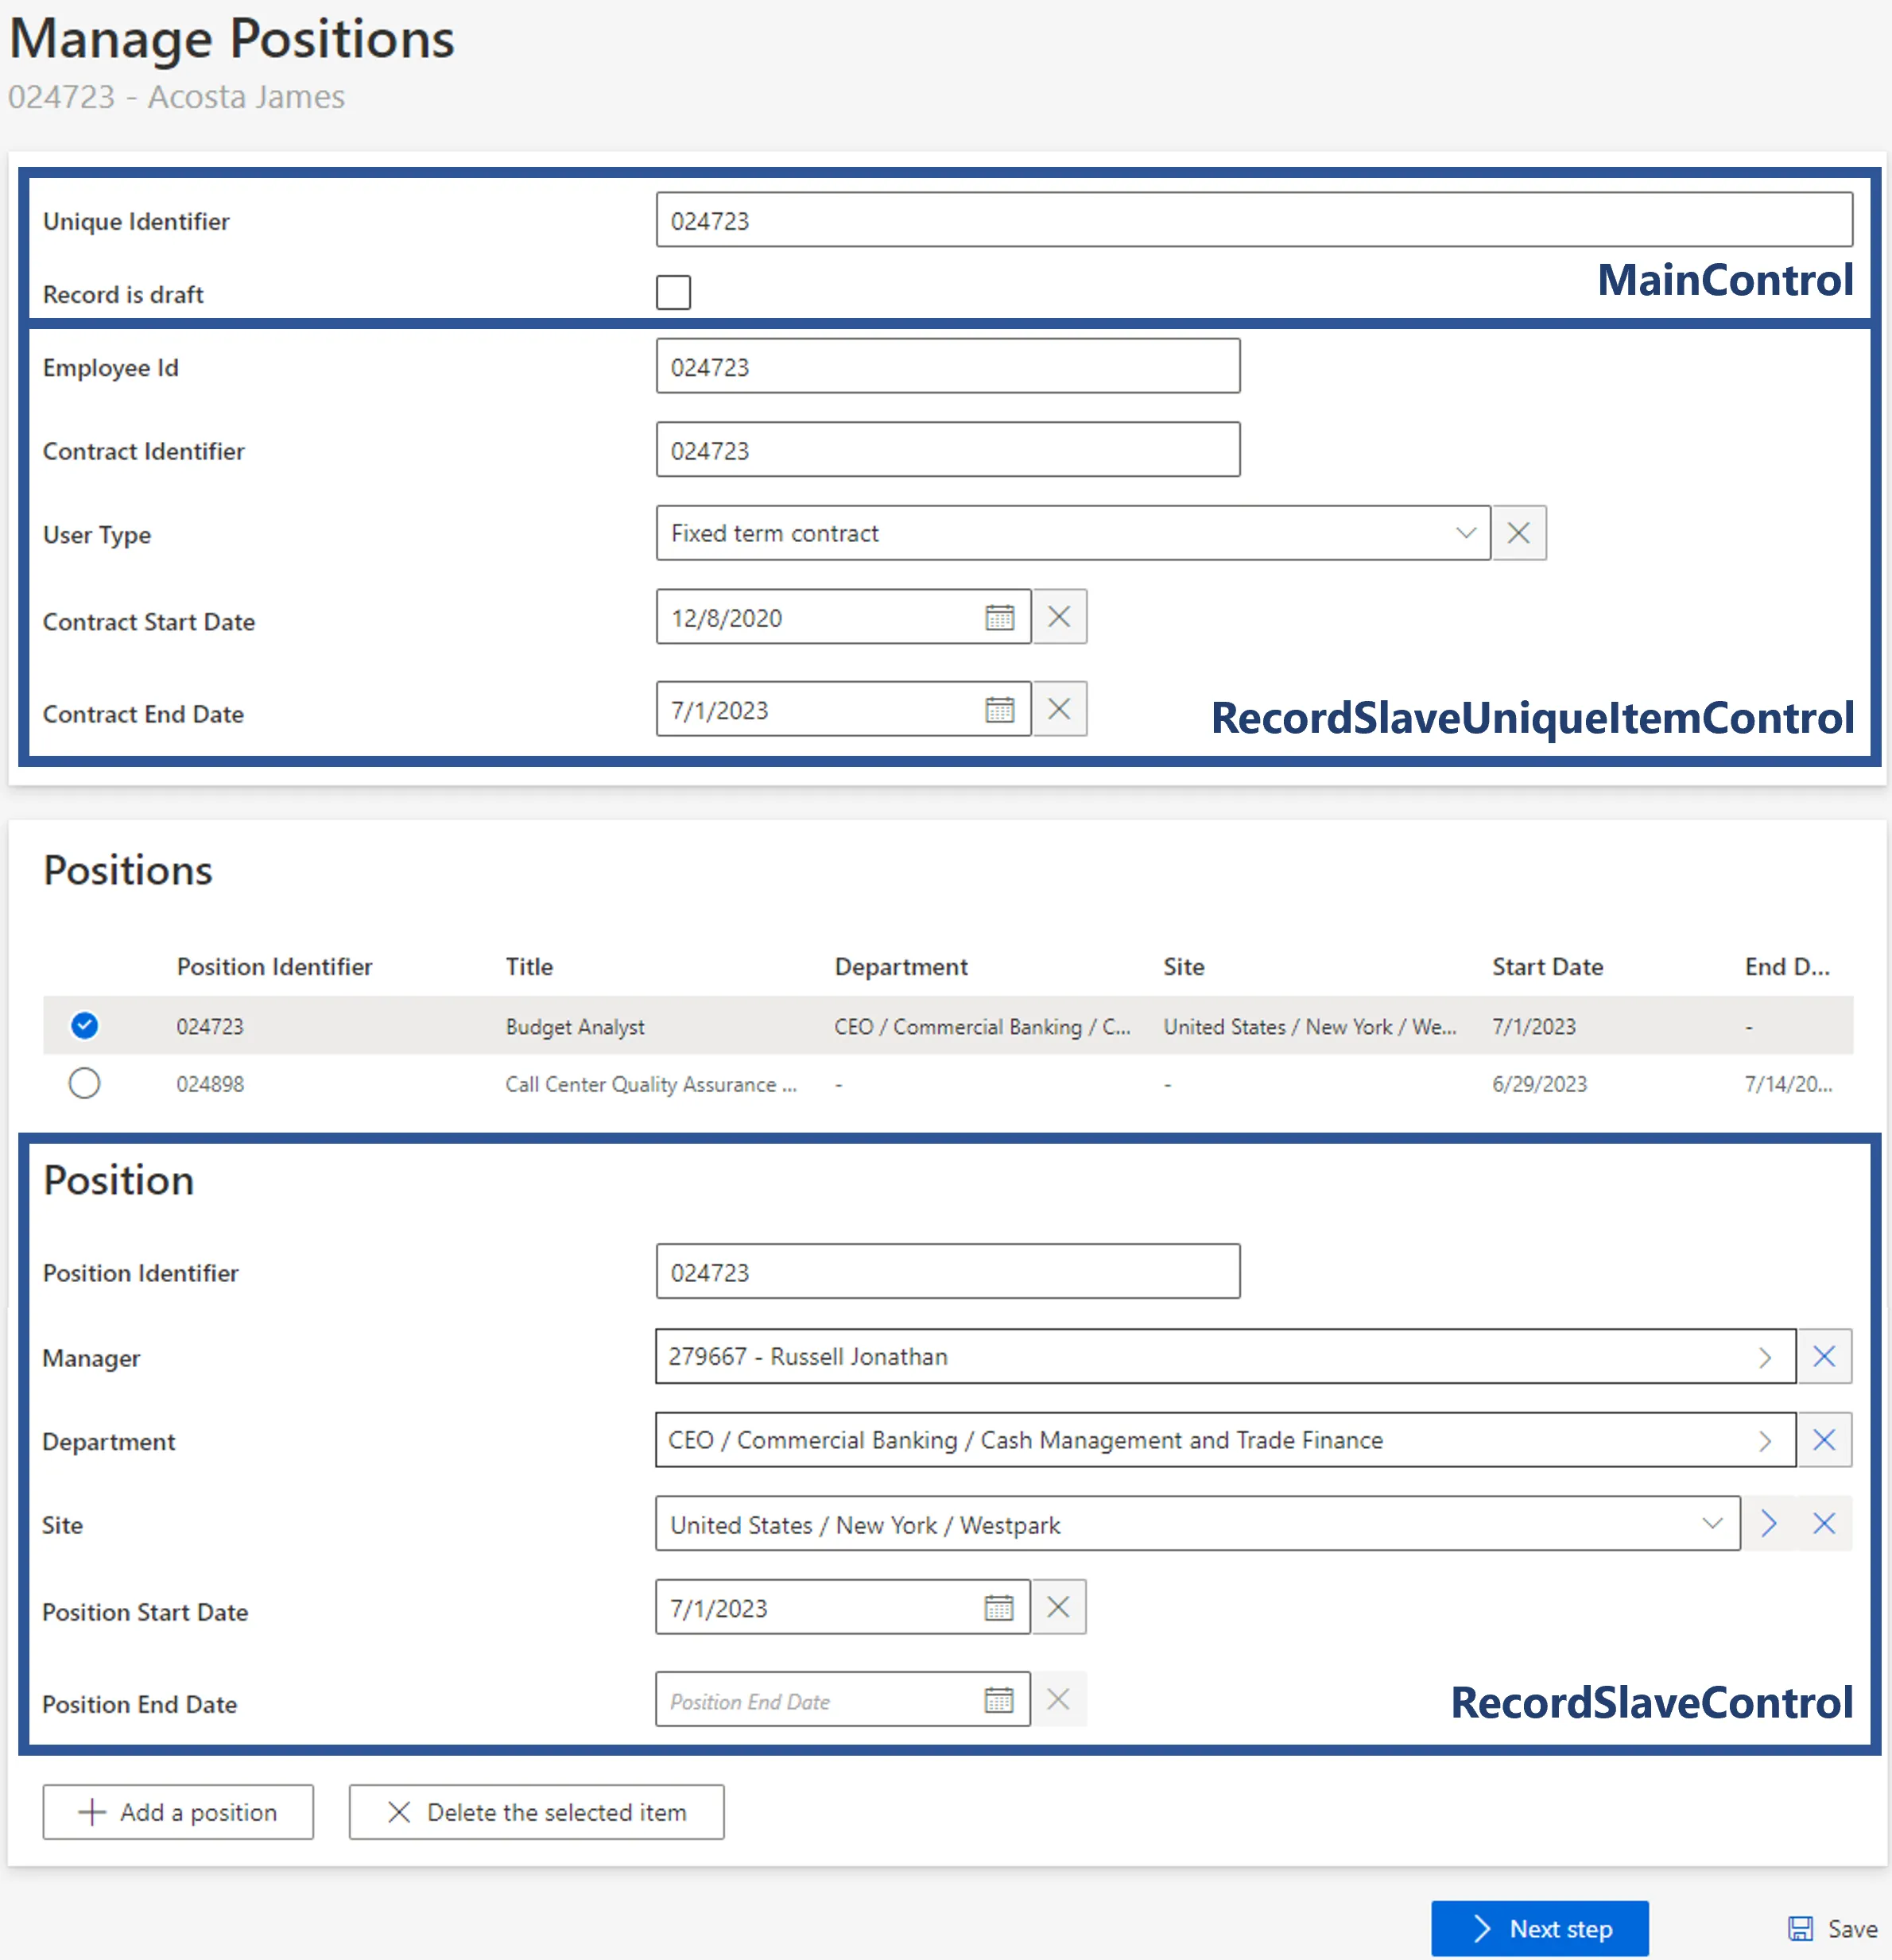 Manage Positions
024723 - Acosta James
Unique Identifier 024723
Record is draft
MainControl
Employee Id 024723
Contract Identifier 024723
User Type Fixed term contract
Contract Start Date 12/8/2020
Contract End Date 7/1/2023
RecordSlaveUniqueItemControl
Positions
Position Identifier Title Department Site Start Date End D...
024723 Budget Analyst CEO / Commercial Banking / C... United States / New York / We... 7/1/2023 -
024898 Call Center Quality Assurance ... - - 6/29/2023 7/14/20...
Position
Position Identifier 024723
Manager 279667 - Russell Jonathan
Department CEO / Commercial Banking / Cash Management and Trade Finance
Site United States / New York / Westpark
Position Start Date 7/1/2023
Position End Date Position End Date
RecordSlaveControl
Add a position Delete the selected item
Next step Save